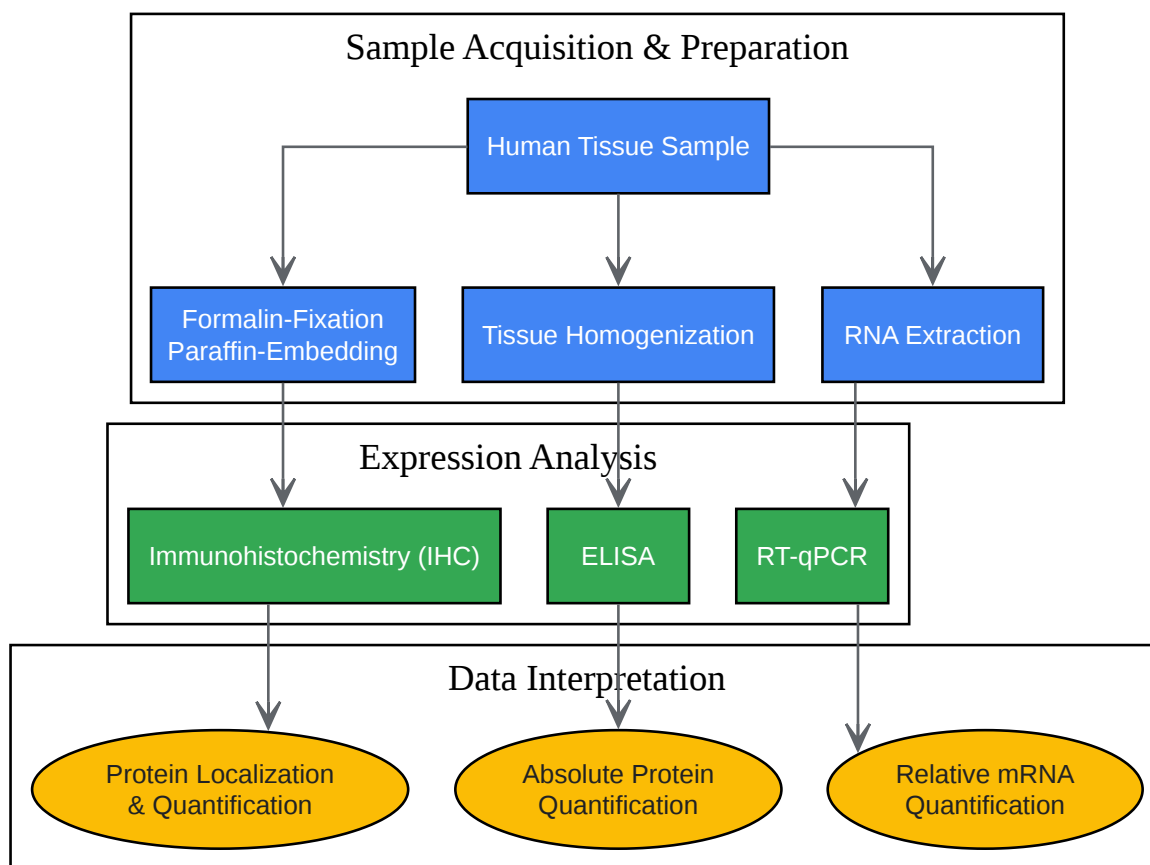 Sample Acquisition & Preparation
Human Tissue Sample
Formalin-Fixation
Paraffin-Embedding
Tissue Homogenization
RNA Extraction
Expression Analysis
Immunohistochemistry (IHC)
ELISA
RT-qPCR
Data Interpretation
Protein Localization
& Quantification
Absolute Protein
Quantification
Relative mRNA
Quantification